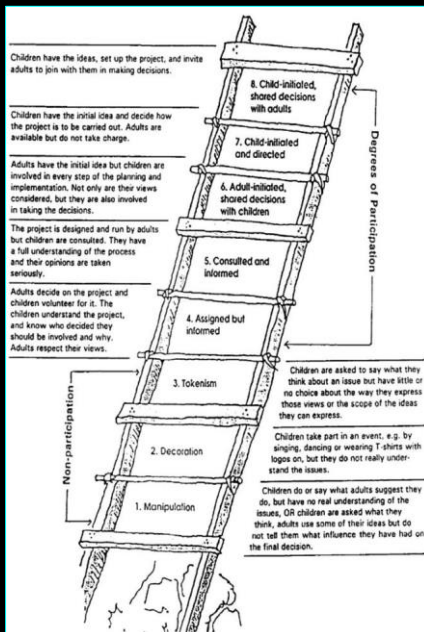 Children have the ideas, set up the project, and invite
adults to join with them in making decisions.
Children have the initial idea and decide how
the project is to be carried out. Adults are
available but do not take charge.
Adults have the initial idea but children are
involved in every step of the planning and
implementation. Not only are their views
considered, but they are also involved
in taking the decisions.
The project is designed and run by adults
but children are consulted. They have
a full understanding of the process
and their opinions are taken
seriously.
Adults decide on the project and
children volunteer for it. The
children understand the project,
and know who decided they
should be involved and why.
Adults respect their views.
8. Child-initiated,
shared decisions
with adults
7. Child-initiated
and directed
6. Adult-initiated,
shared decisions
with children
5. Consulted and
informed
4. Assigned but
informed
3. Tokenism
2. Decoration
1. Manipulation
Degrees of Participation
Non-participation
Children are asked to say what they
think about an issue but have little or
no choice about the way they express
those views or the scope of the ideas
they can express.
Children take part in an event, e.g. by
singing, dancing or wearing T-shirts with
logos on, but they do not really under-
stand the issues.
Children do or say what adults suggest they
do, but have no real understanding of the
issues, OR children are asked what they
think, adults use some of their ideas but do
not tell them what influence they have had on
the final decision.